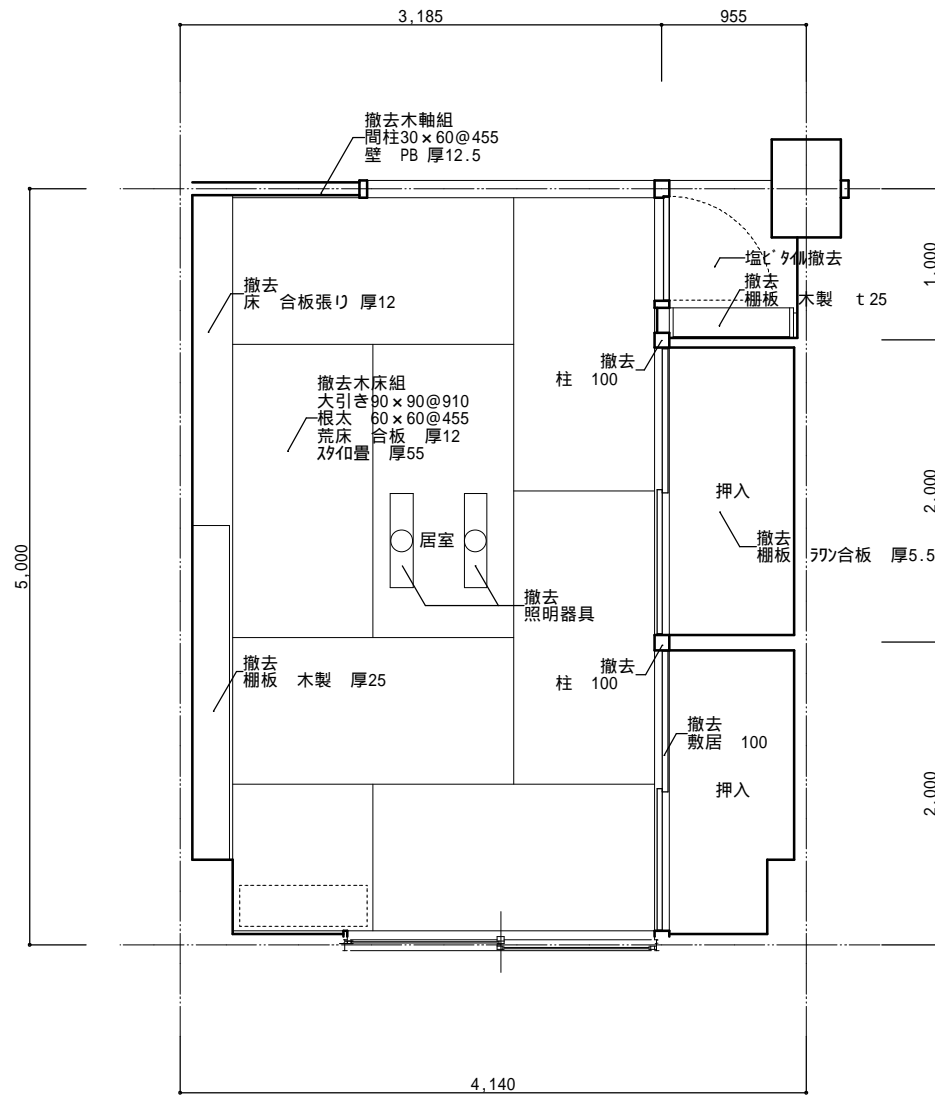 3,185
955
撤去木軸組
間柱30×60@455
壁 PB 厚12.5
1,000
塩ビタイル撤去
撤去
棚板 木製 t25
撤去
床 合板張り 厚12
撤去
柱 100
撤去木床組
大引き90×90@910
根太 60×60@455
荒床 合板 厚12
スタイロ畳 厚55
2,000
押入
撤去
棚板 ラワン合板 厚5.5
居室
5,000
撤去
照明器具
撤去
棚板 木製 厚25
撤去
柱 100
撤去
敷居 100
押入
2,000
4,140